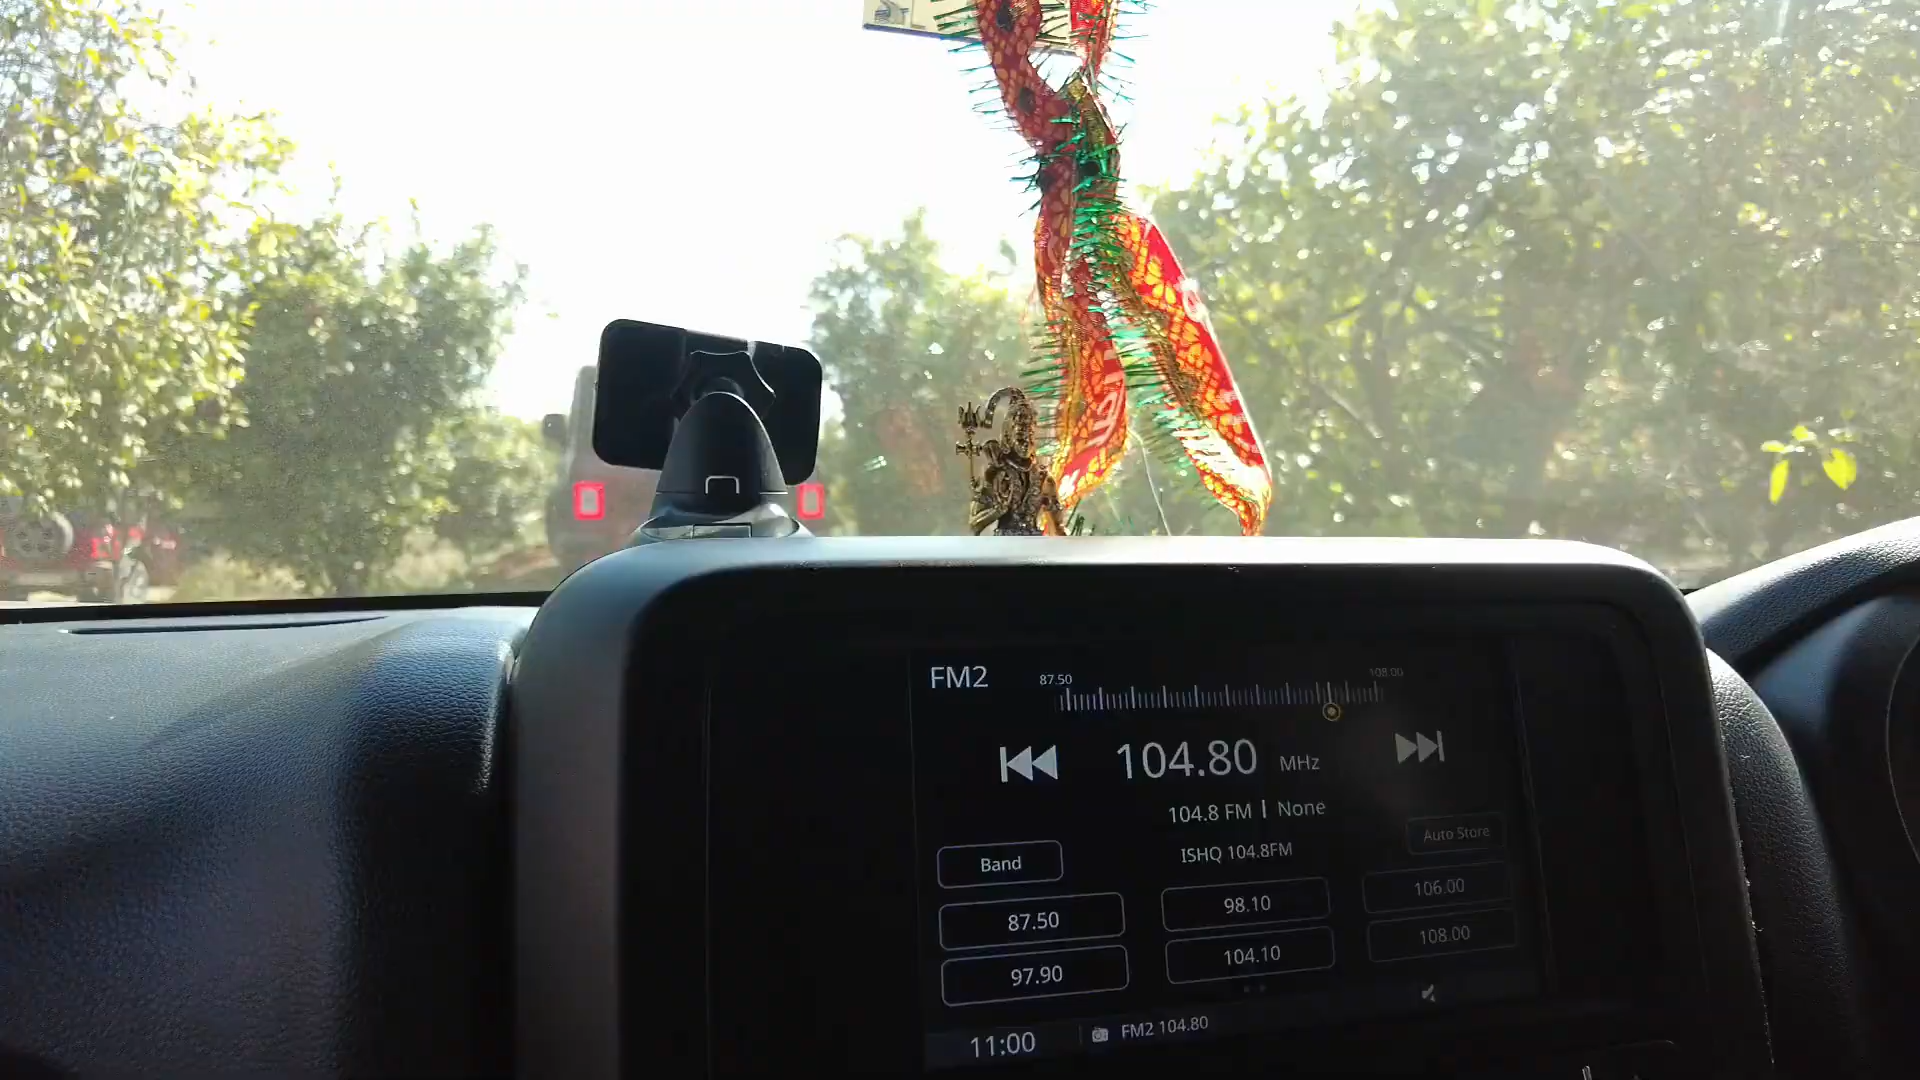 FM2
87.50 108.00
104.80 MHz
104.8 FM | None
ISHQ 104.8FM
Band
Auto Store
87.50 98.10 106.00
97.90 104.10 108.00
11:00
FM2 104.80